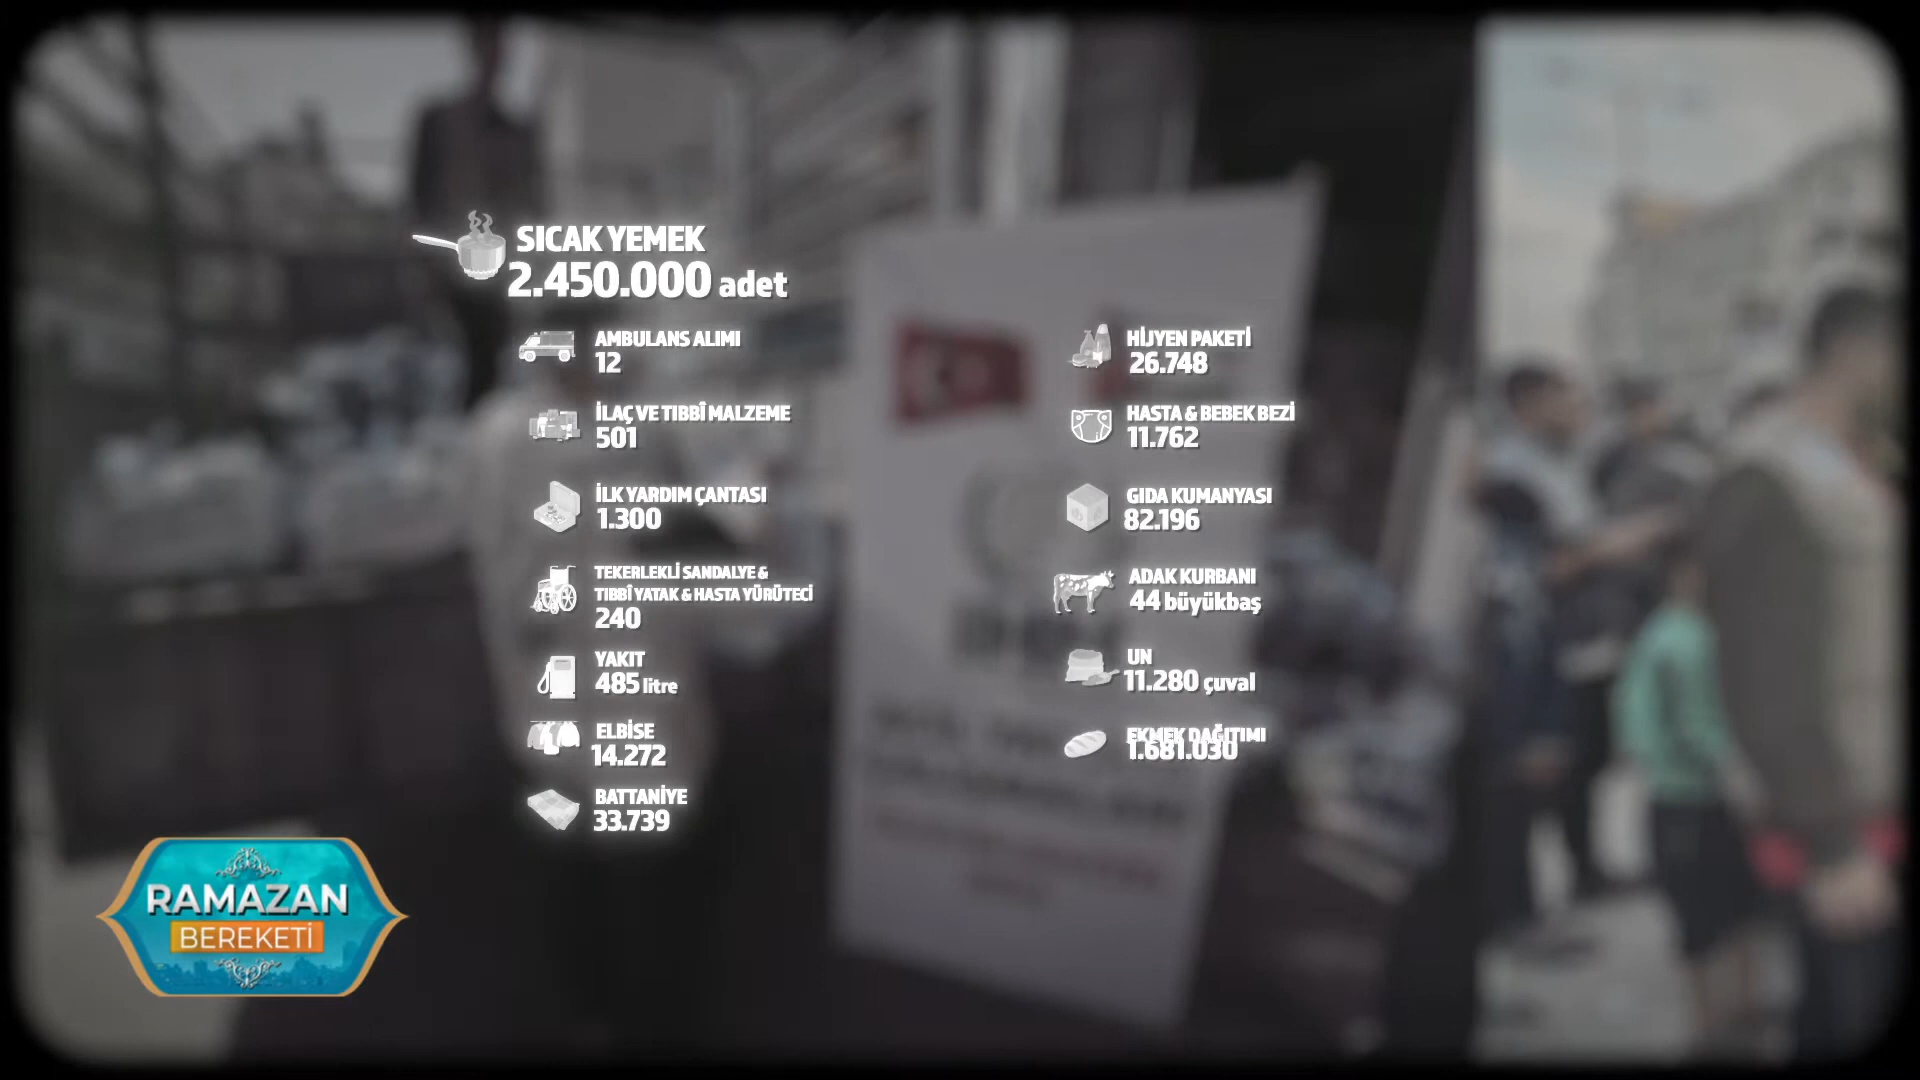 SICAK YEMEK
2.450.000 adet
AMBULANS ALIMI
12
İLAÇ VE TIBBÎ MALZEME
501
İLK YARDIM ÇANTASI
1.300
TEKERLEKLİ SANDALYE &
TIBBÎ YATAK & HASTA YÜRÜTECİ
240
YAKIT
485 litre
ELBİSE
14.272
BATTANİYE
33.739
HİJYEN PAKETİ
26.748
HASTA & BEBEK BEZİ
11.762
GIDA KUMANYASI
82.196
ADAK KURBANI
44 büyükbaş
UN
11.280 çuval
EKMEK DAĞITIMI
1.681.030
RAMAZAN
BEREKETİ